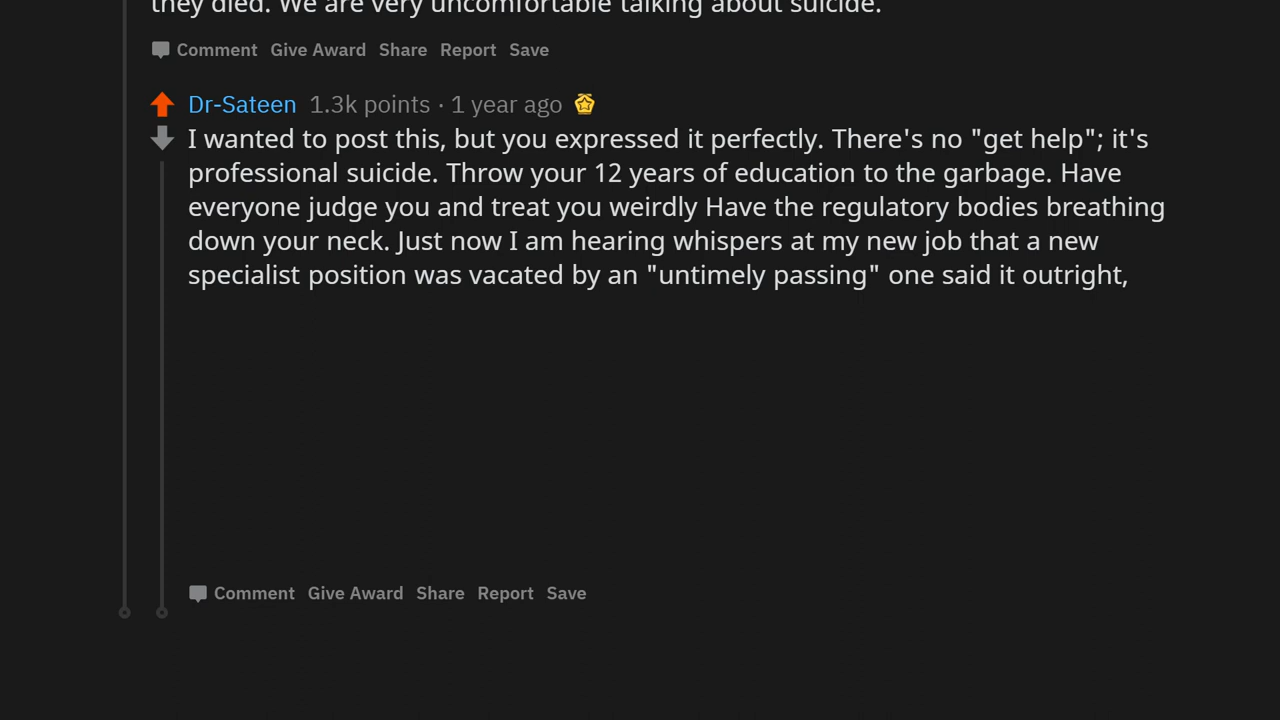 they died. We are very uncomfortable talking about suicide.
Comment Give Award Share Report Save
Dr-Sateen 1.3k points · 1 year ago
I wanted to post this, but you expressed it perfectly. There's no "get help"; it's
professional suicide. Throw your 12 years of education to the garbage. Have
everyone judge you and treat you weirdly Have the regulatory bodies breathing
down your neck. Just now I am hearing whispers at my new job that a new
specialist position was vacated by an "untimely passing" one said it outright,
Comment Give Award Share Report Save